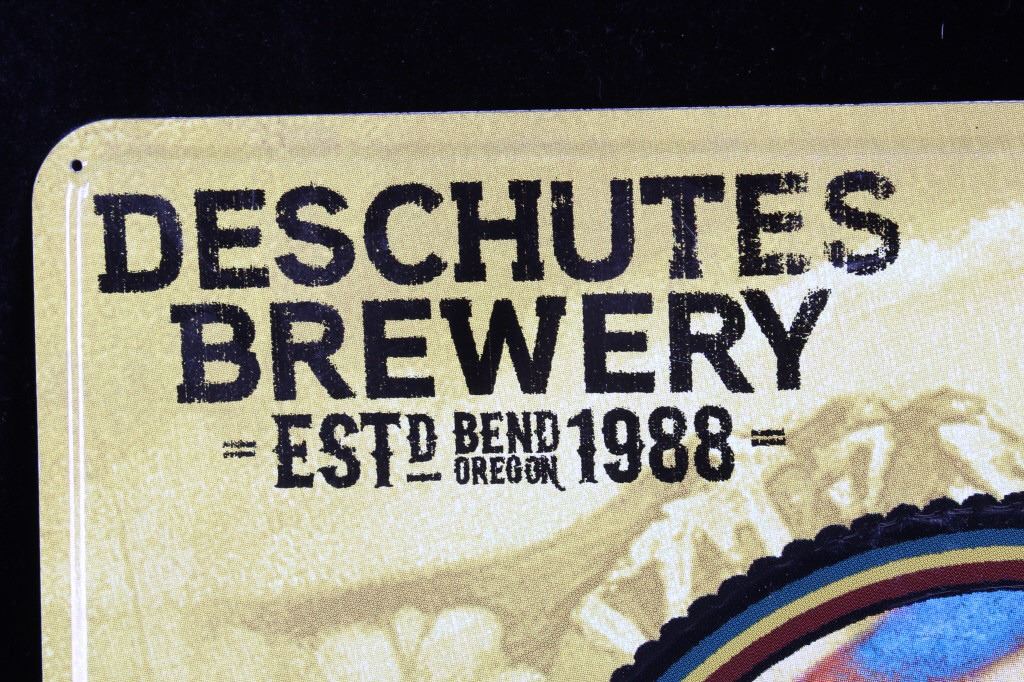 DESCHUTES
BREWERY
= ESTD BEND OREGON 1988 =